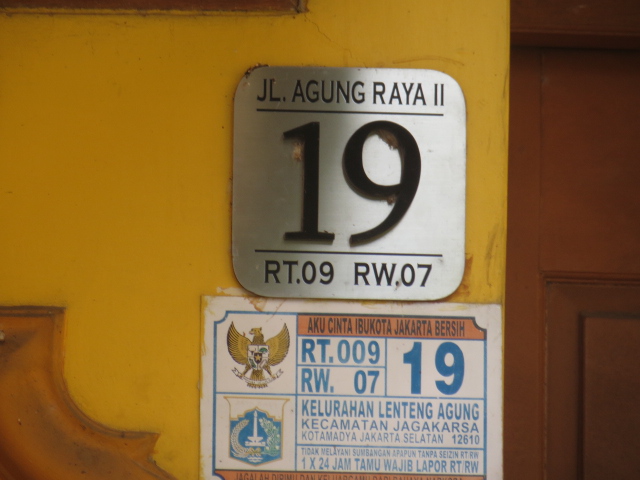 JL. AGUNG RAYA II
19
RT.09 RW.07
AKU CINTA IBUKOTA JAKARTA BERSIH
RT.009
RW. 07
19
KELURAHAN LENTENG AGUNG
KECAMATAN JAGAKARSA
KOTAMADYA JAKARTA SELATAN 12610
TIDAK MELAYANI SUMBANGAN APAPUN TANPA SEIZIN RT RW
1 X 24 JAM TAMU WAJIB LAPOR RT/RW